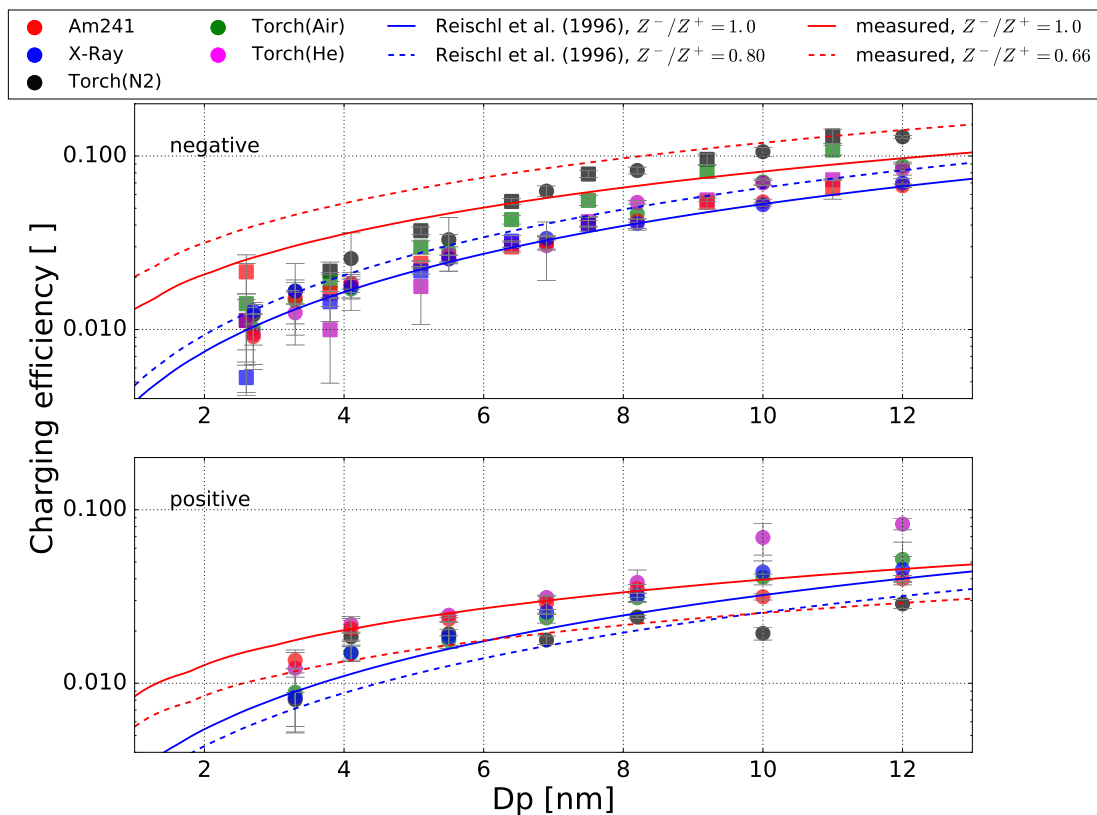 Am241
X-Ray
Torch(N2)
Torch(Air)
Torch(He)
Reischl et al. (1996), Z⁻/Z⁺=1.0
Reischl et al. (1996), Z⁻/Z⁺=0.80
measured, Z⁻/Z⁺=1.0
measured, Z⁻/Z⁺=0.66
Charging efficiency [ ]
negative
0.100
0.010
2 4 6 8 10 12
positive
0.100
0.010
2 4 6 8 10 12
Dp [nm]